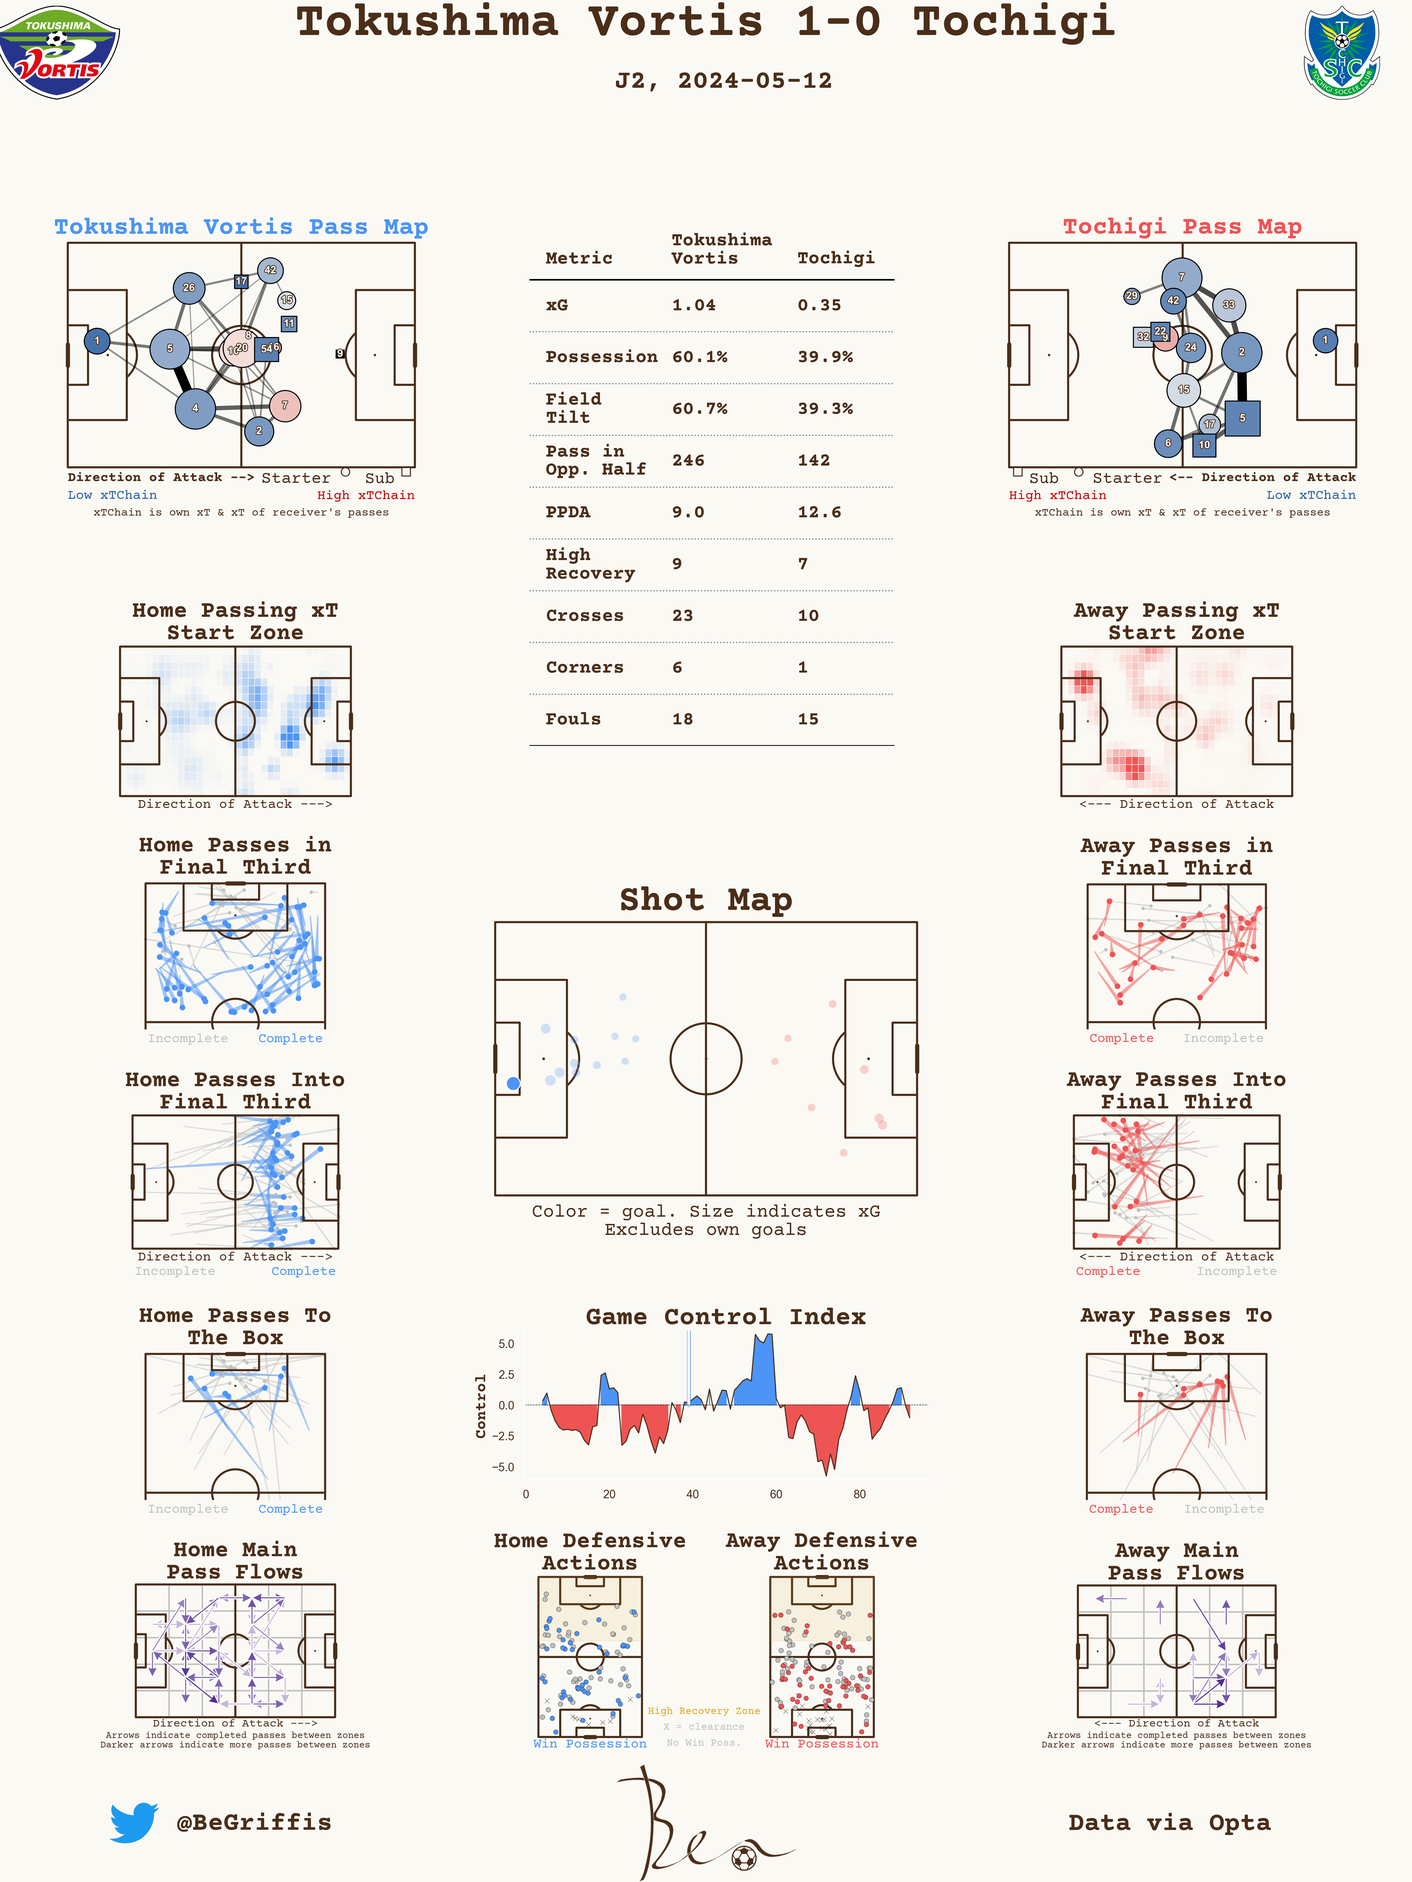 Tokushima Vortis 1-0 Tochigi
J2, 2024-05-12
TOKUSHIMA
VORTIS
TOCHIGI
SC
TOCHIGI SOCCER CLUB
Tokushima Vortis Pass Map
26
42
17
15
11
1
5
8
20
54
9
4
7
2
Direction of Attack --> Starter Sub
Low xTChain High xTChain
xTChain is own xT & xT of receiver's passes
Metric Tokushima Vortis Tochigi
xG 1.04 0.35
Possession 60.1% 39.9%
Field Tilt 60.7% 39.3%
Pass in Opp. Half 246 142
PPDA 9.0 12.6
High Recovery 9 7
Crosses 23 10
Corners 6 1
Fouls 18 15
Tochigi Pass Map
7
29
42
33
32
22
9
24
2
1
15
17
5
6
10
Sub Starter <-- Direction of Attack
High xTChain Low xTChain
xTChain is own xT & xT of receiver's passes
Home Passing xT
Start Zone
Direction of Attack --->
Away Passing xT
Start Zone
<--- Direction of Attack
Home Passes in
Final Third
Incomplete Complete
Away Passes in
Final Third
Complete Incomplete
Shot Map
Color = goal. Size indicates xG
Excludes own goals
Home Passes Into
Final Third
Direction of Attack --->
Incomplete Complete
Away Passes Into
Final Third
<--- Direction of Attack
Complete Incomplete
Home Passes To
The Box
Incomplete Complete
Game Control Index
Control
5.0
2.5
0.0
−2.5
−5.0
0 20 40 60 80
Away Passes To
The Box
Complete Incomplete
Home Main
Pass Flows
Direction of Attack --->
Arrows indicate completed passes between zones
Darker arrows indicate more passes between zones
Home Defensive
Actions
Win Possession
High Recovery Zone
X = clearance
No Win Poss.
Away Defensive
Actions
Win Possession
Away Main
Pass Flows
<--- Direction of Attack
Arrows indicate completed passes between zones
Darker arrows indicate more passes between zones
@BeGriffis
Ben
Data via Opta